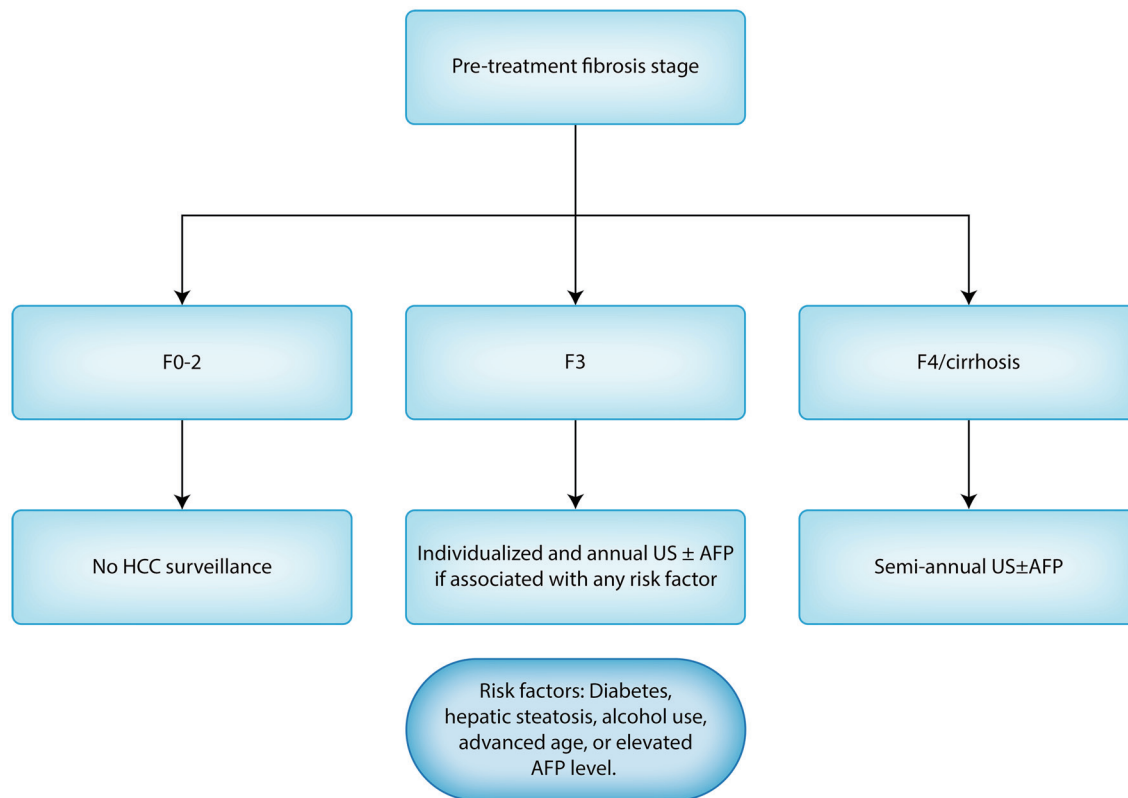 Pre-treatment fibrosis stage
F0-2
F3
F4/cirrhosis
No HCC surveillance
Individualized and annual US ± AFP
if associated with any risk factor
Semi-annual US±AFP
Risk factors: Diabetes,
hepatic steatosis, alcohol use,
advanced age, or elevated
AFP level.